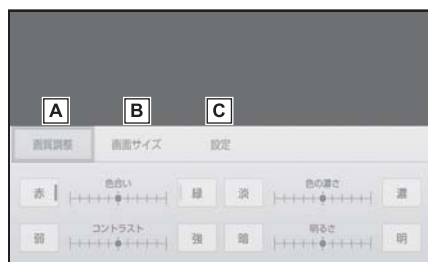 A B C
画質調整 画面サイズ 設定
色合い 色の濃さ
赤 緑 淡 濃
コントラスト 明るさ
弱 強 暗 明